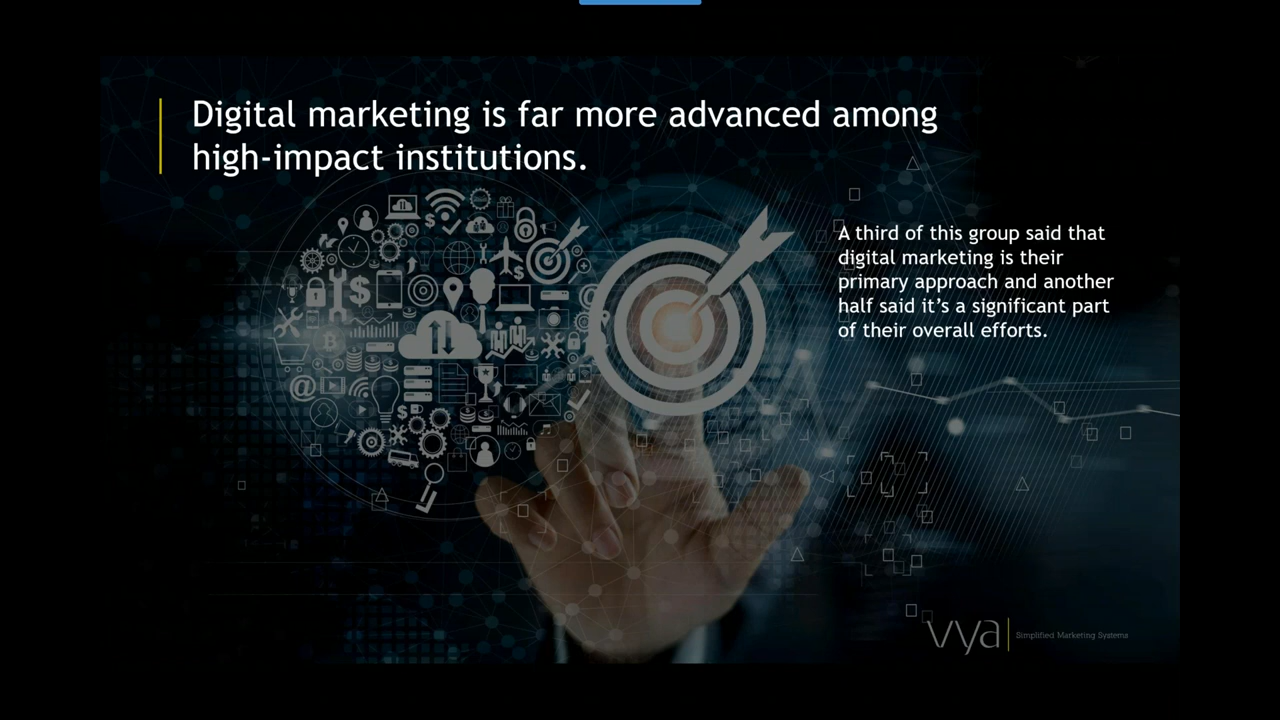 Digital marketing is far more advanced among
high-impact institutions.
A third of this group said that
digital marketing is their
primary approach and another
half said it’s a significant part
of their overall efforts.
vya
Simplified Marketing Systems